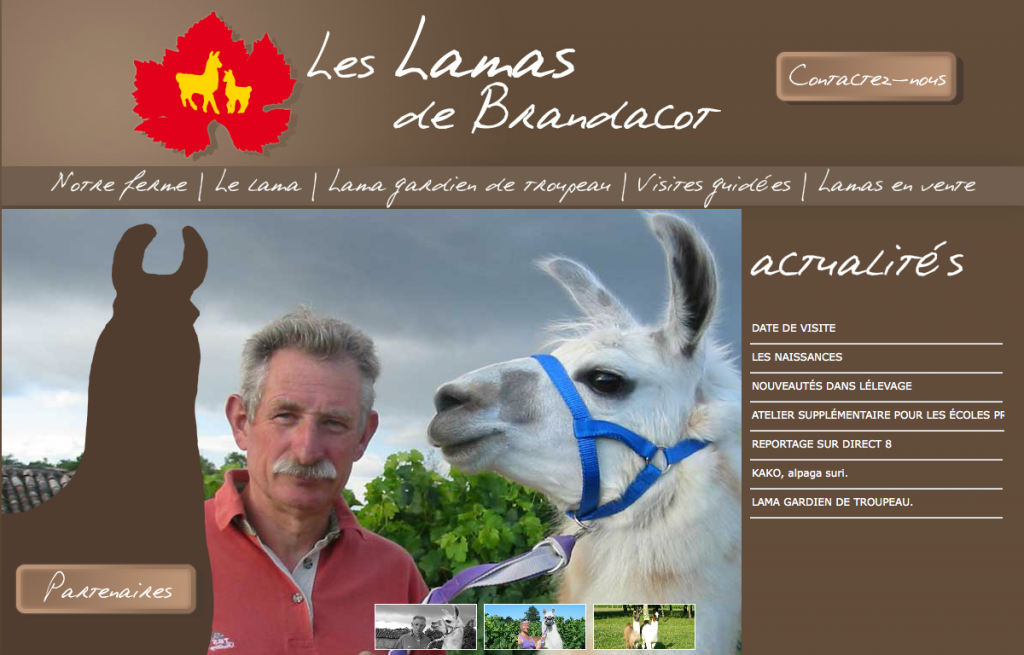 Les Lamas
de Brandacot
Contactez-nous
Notre ferme | Le lama | Lama gardien de troupeau | Visites guidées | Lamas en vente
actualités
DATE DE VISITE
LES NAISSANCES
NOUVEAUTÉS DANS LÉLEVAGE
ATELIER SUPPLÉMENTAIRE POUR LES ÉCOLES PR
REPORTAGE SUR DIRECT 8
KAKO, alpaga suri.
LAMA GARDIEN DE TROUPEAU.
Partenaires